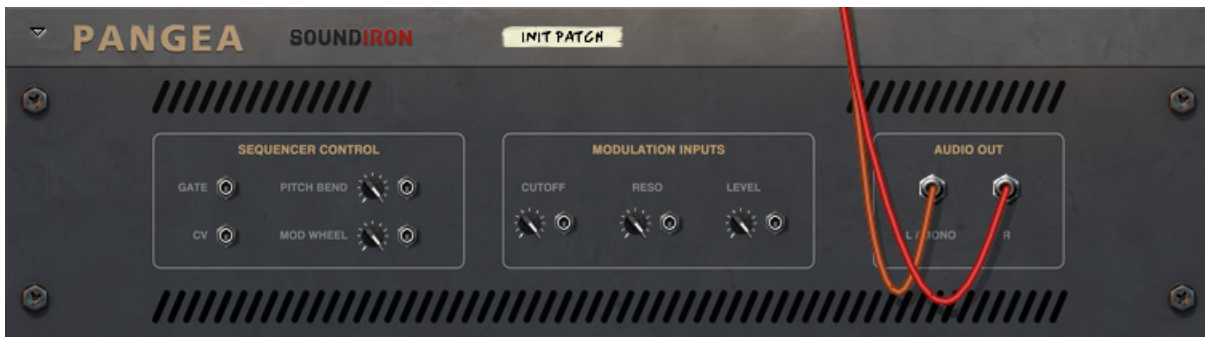 PANGEA SOUNDIRON INIT PATCH
SEQUENCER CONTROL MODULATION INPUTS AUDIO OUT
GATE PITCH BEND CUTOFF RESO LEVEL
CV MOD WHEEL L / MONO R